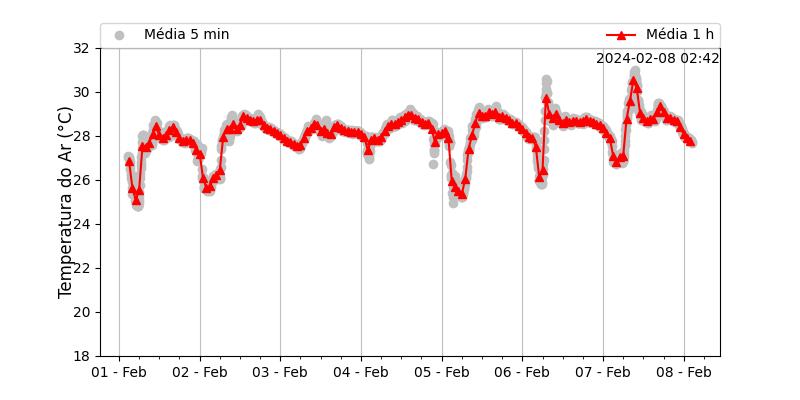 Média 5 min
Média 1 h
2024-02-08 02:42
Temperatura do Ar (°C)
32
30
28
26
24
22
20
18
01 - Feb
02 - Feb
03 - Feb
04 - Feb
05 - Feb
06 - Feb
07 - Feb
08 - Feb